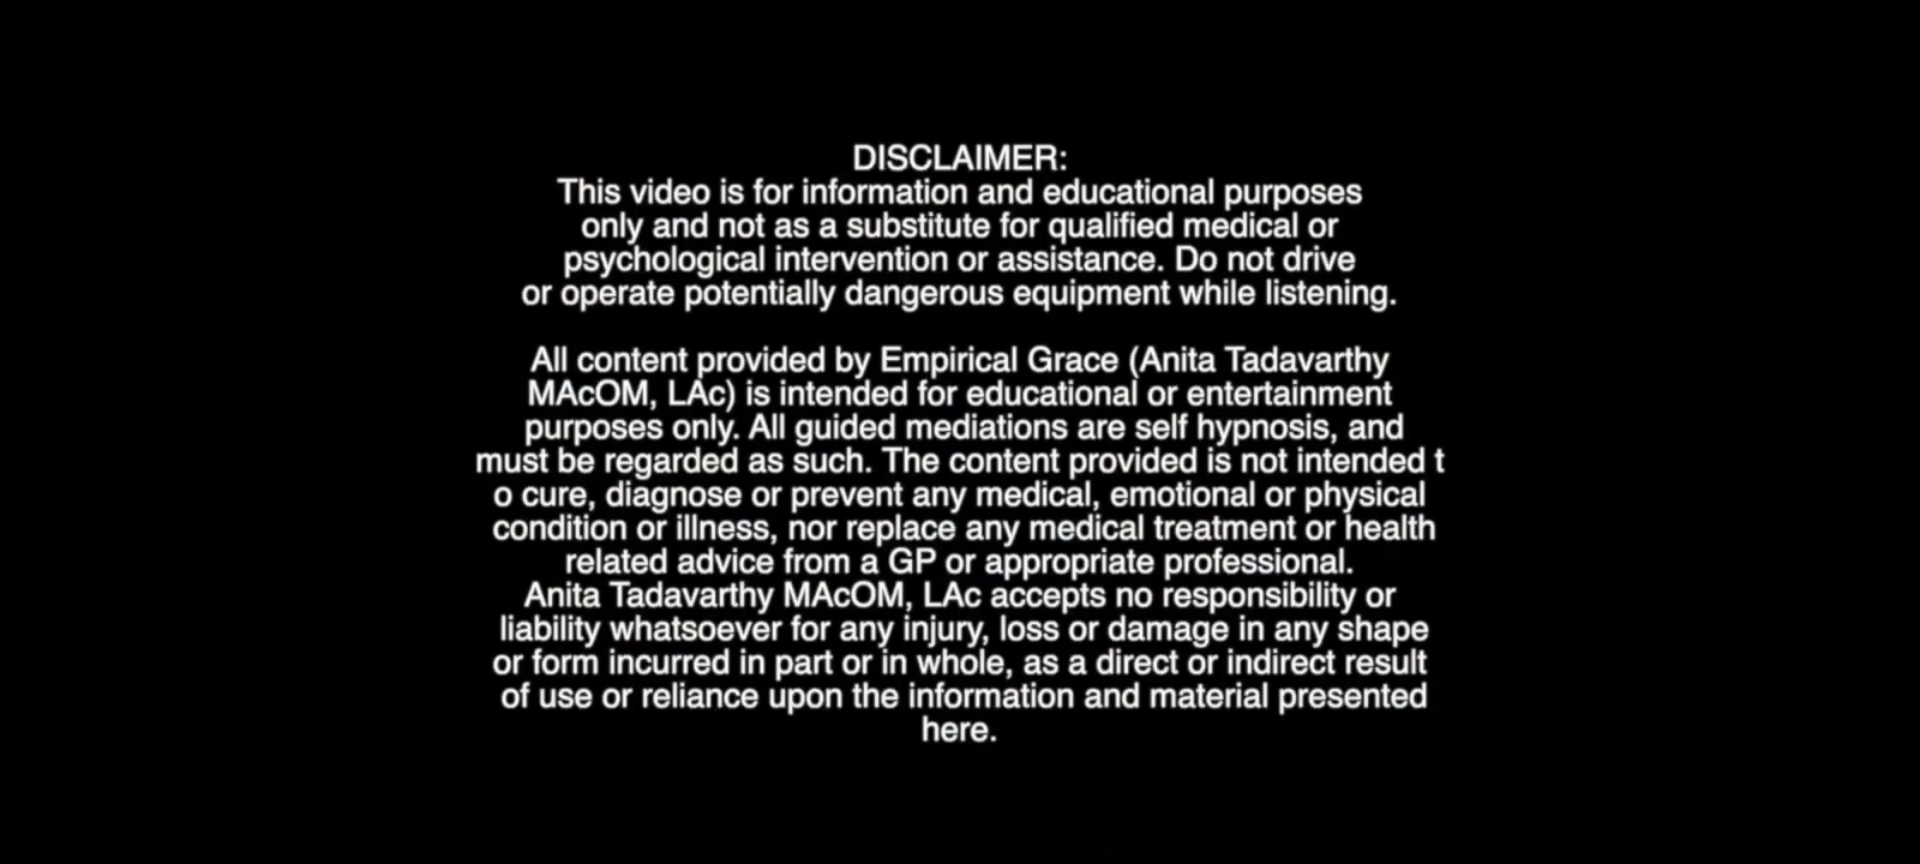 DISCLAIMER:
This video is for information and educational purposes
only and not as a substitute for qualified medical or
psychological intervention or assistance. Do not drive
or operate potentially dangerous equipment while listening.
All content provided by Empirical Grace (Anita Tadavarthy
MAcOM, LAc) is intended for educational or entertainment
purposes only. All guided mediations are self hypnosis, and
must be regarded as such. The content provided is not intended t
o cure, diagnose or prevent any medical, emotional or physical
condition or illness, nor replace any medical treatment or health
related advice from a GP or appropriate professional.
Anita Tadavarthy MAcOM, LAc accepts no responsibility or
liability whatsoever for any injury, loss or damage in any shape
or form incurred in part or in whole, as a direct or indirect result
of use or reliance upon the information and material presented
here.